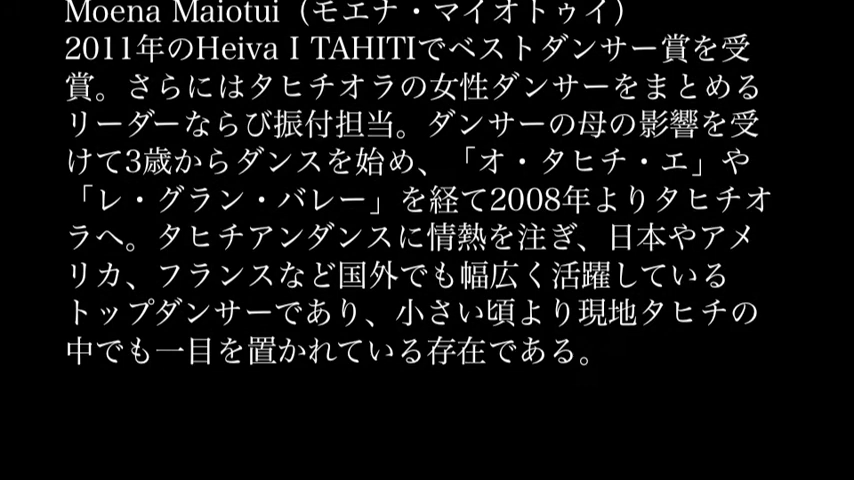 Moena Maiotui（モエナ・マイオトゥイ）
2011年のHeiva I TAHITIでベストダンサー賞を受
賞。さらにはタヒチオラの女性ダンサーをまとめる
リーダーならび振付担当。ダンサーの母の影響を受
けて3歳からダンスを始め、「オ・タヒチ・エ」や
「レ・グラン・バレー」を経て2008年よりタヒチオ
ラへ。タヒチアンダンスに情熱を注ぎ、日本やアメ
リカ、フランスなど国外でも幅広く活躍している
トップダンサーであり、小さい頃より現地タヒチの
中でも一目を置かれている存在である。